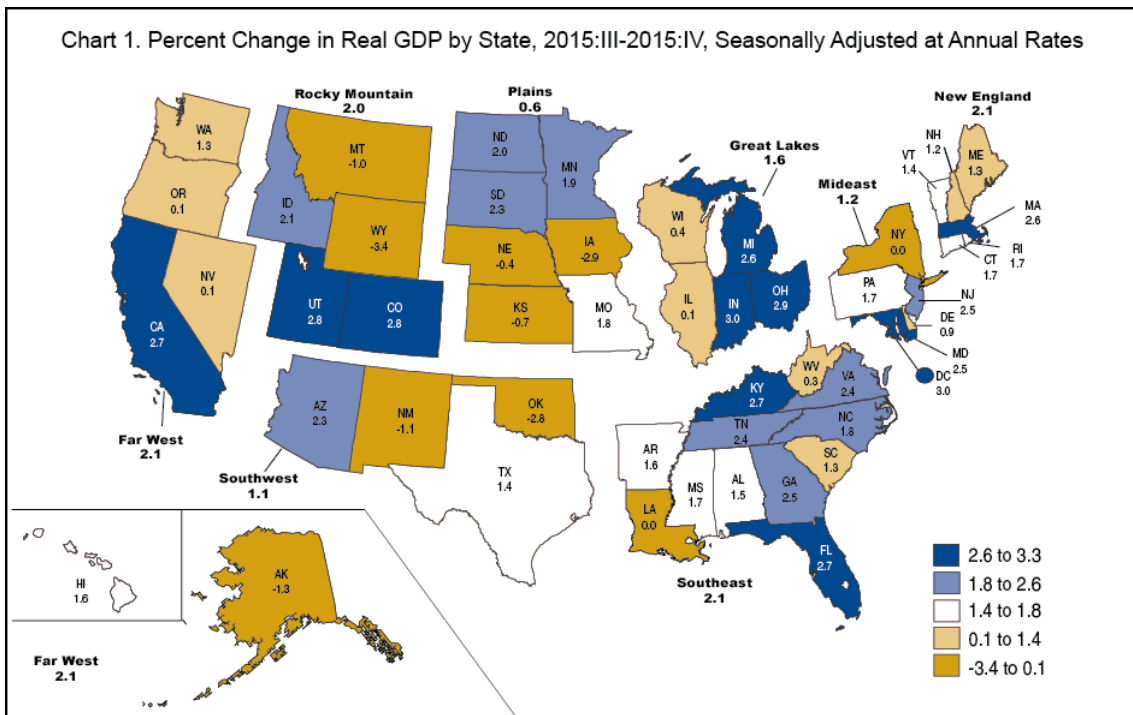 Chart 1. Percent Change in Real GDP by State, 2015:III-2015:IV, Seasonally Adjusted at Annual Rates
Rocky Mountain
2.0
Plains
0.6
New England
2.1
Great Lakes
1.6
Mideast
1.2
WA
1.3
OR
0.1
CA
2.7
NV
0.1
ID
2.1
MT
-1.0
WY
-3.4
UT
2.8
CO
2.8
AZ
2.3
NM
-1.1
ND
2.0
SD
2.3
NE
-0.4
KS
-0.7
OK
-2.8
TX
1.4
MN
1.9
IA
-2.9
MO
1.8
AR
1.6
LA
0.0
WI
0.4
IL
0.1
MI
2.6
IN
3.0
OH
2.9
KY
2.7
TN
2.4
MS
1.7
AL
1.5
GA
2.5
FL
2.7
SC
1.3
NC
1.8
VA
2.4
WV
0.3
PA
1.7
NY
0.0
VT
1.4
NH
1.2
ME
1.3
MA
2.6
RI
1.7
CT
1.7
NJ
2.5
DE
0.9
MD
2.5
DC
3.0
Far West
2.1
Southwest
1.1
Southeast
2.1
HI
1.6
AK
-1.3
Far West
2.1
2.6 to 3.3
1.8 to 2.6
1.4 to 1.8
0.1 to 1.4
-3.4 to 0.1